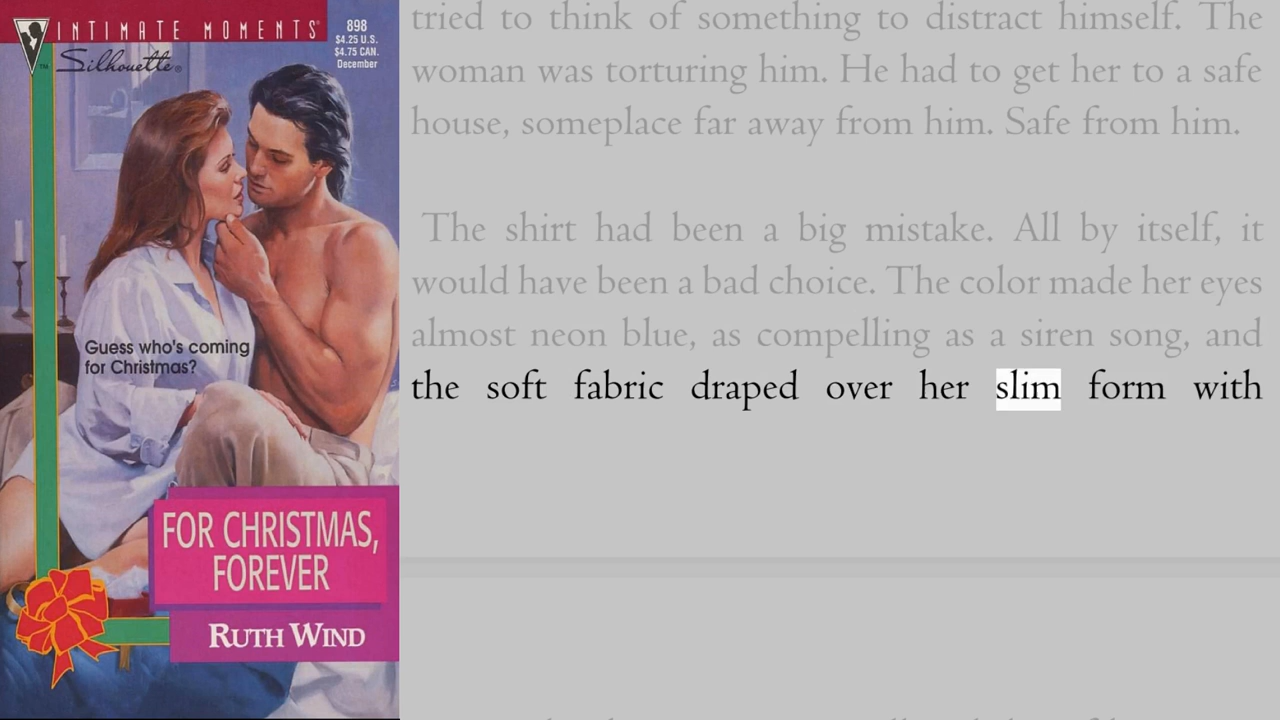 INTIMATE MOMENTS®
898
$4.25 U.S.
$4.75 CAN.
December
TM
Silhouette®
Guess who's coming
for Christmas?
FOR CHRISTMAS,
FOREVER
RUTH WIND
tried to think of something to distract himself. The
woman was torturing him. He had to get her to a safe
house, someplace far away from him. Safe from him.
The shirt had been a big mistake. All by itself, it
would have been a bad choice. The color made her eyes
almost neon blue, as compelling as a siren song, and
the soft fabric draped over her slim form with